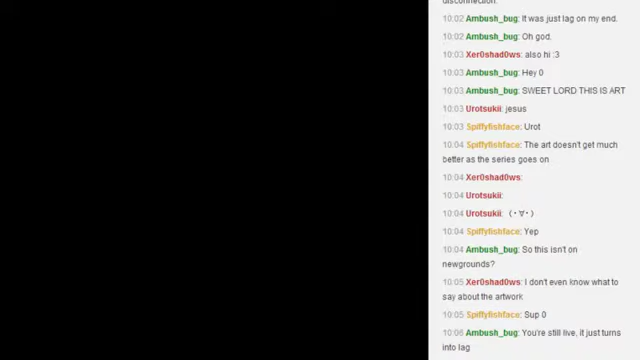 disconnection.
10:02 Ambush_bug: It was just lag on my end.
10:02 Ambush_bug: Oh god.
10:03 Xer0shad0ws: also hi :3
10:03 Ambush_bug: Hey 0
10:03 Ambush_bug: SWEET LORD THIS IS ART
10:03 Urotsukii: jesus
10:03 Spiffyfishface: Urot
10:04 Spiffyfishface: The art doesn't get much
better as the series goes on
10:04 Xer0shad0ws:
10:04 Urotsukii:
10:04 Urotsukii: (・∀・)
10:04 Spiffyfishface: Yep
10:04 Ambush_bug: So this isn't on
newgrounds?
10:05 Xer0shad0ws: I don't even know what to
say about the artwork
10:05 Spiffyfishface: Sup 0
10:06 Ambush_bug: You're still live, it just turns
into lag